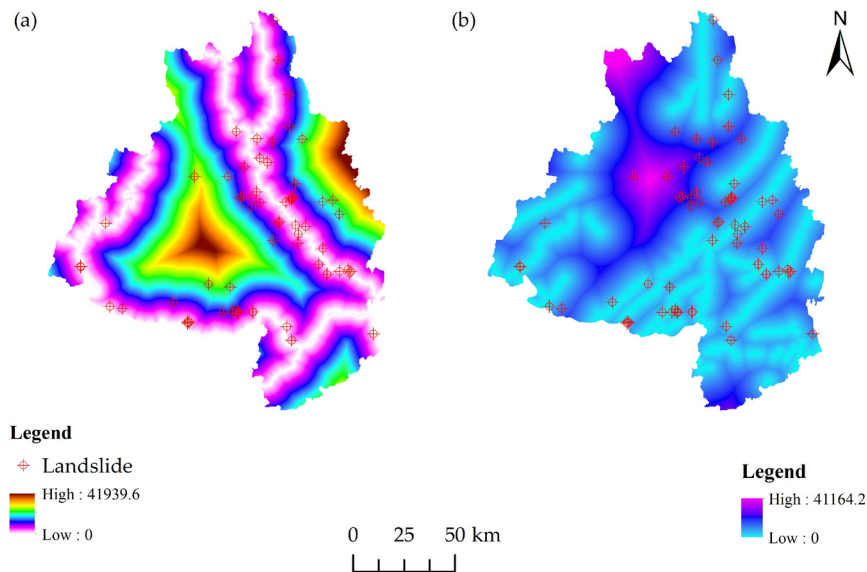 (a)
(b)
N
Legend
Landslide
High : 41939.6
Low : 0
Legend
High : 41164.2
Low : 0
0 25 50 km